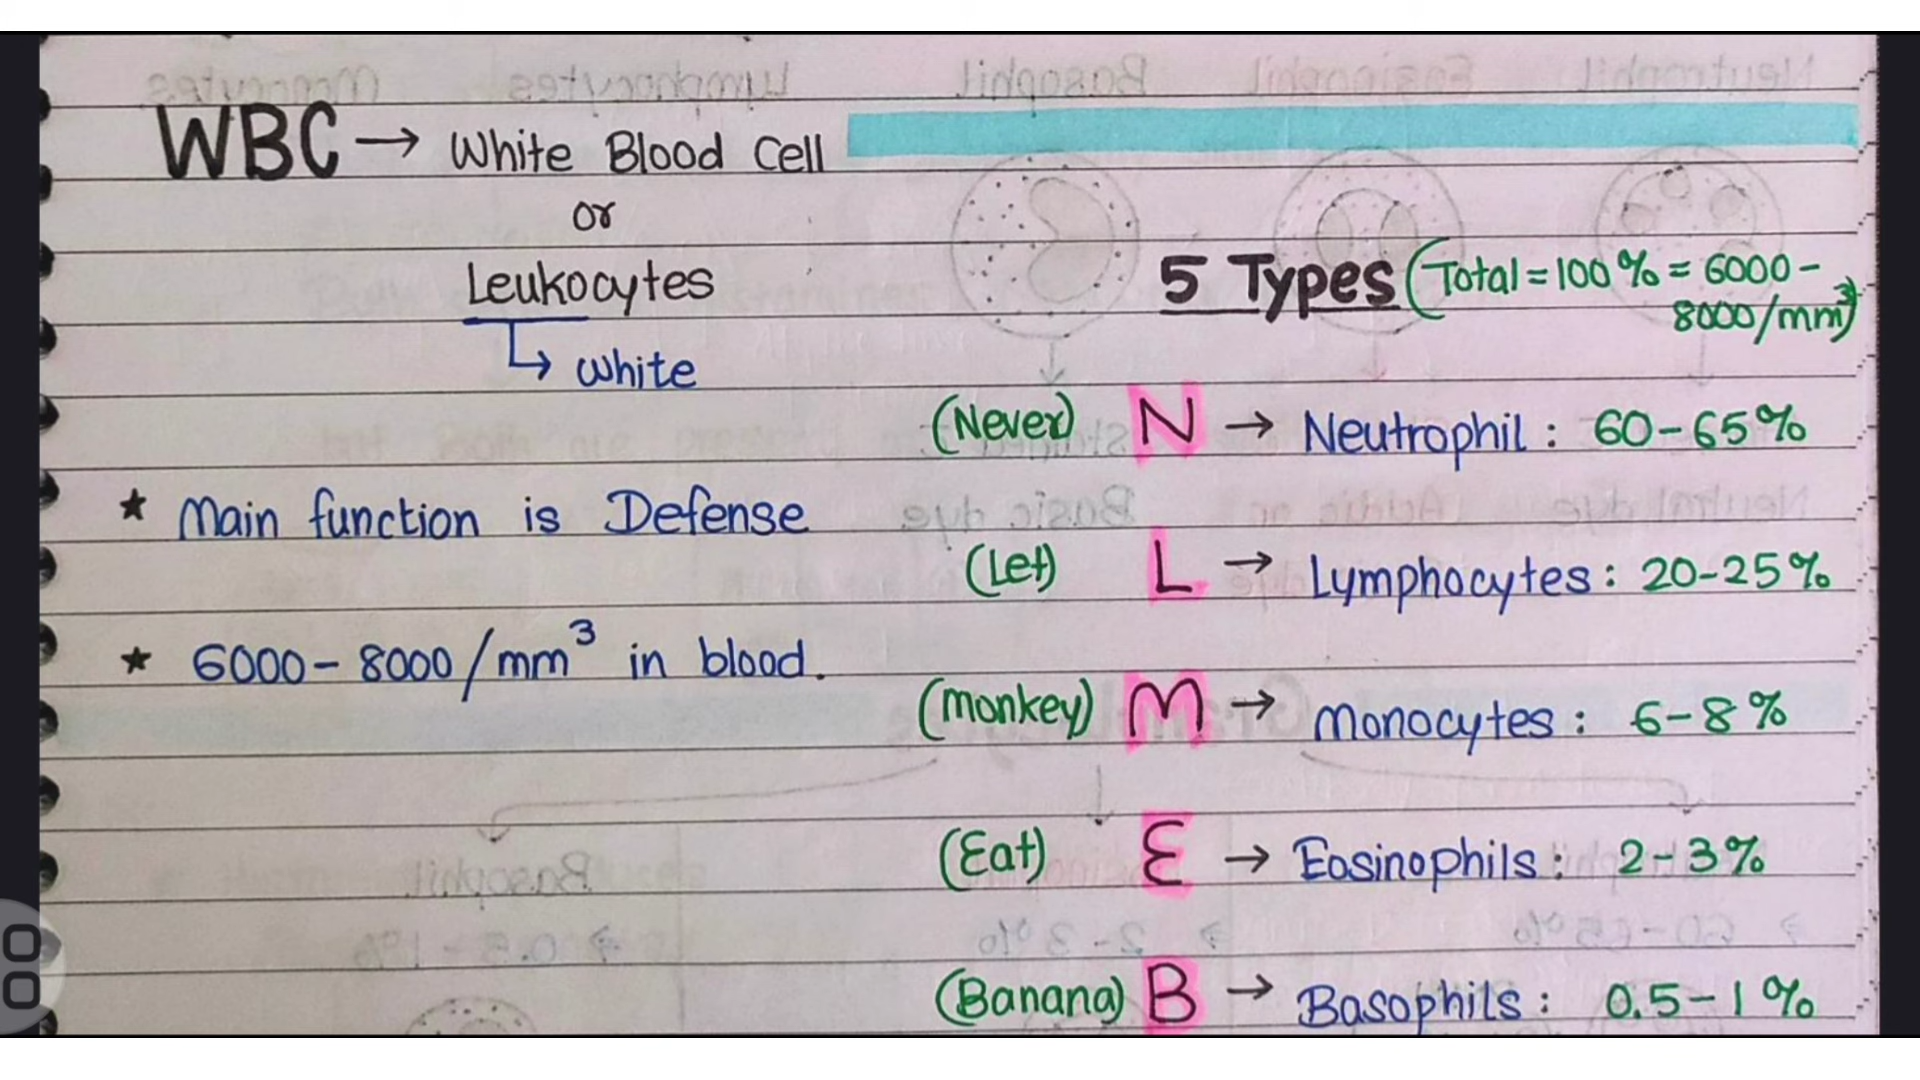 WBC → White Blood Cell
or
Leukocytes
↳ white
★ Main function is Defense
★ 6000 - 8000/mm³ in blood.
5 Types (Total = 100% = 6000 -
8000/mm³)
(Never) N → Neutrophil : 60-65%
(Let) L → Lymphocytes : 20-25%
(Monkey) M → Monocytes : 6-8%
(Eat) E → Eosinophils : 2-3%
(Banana) B → Basophils : 0.5-1%